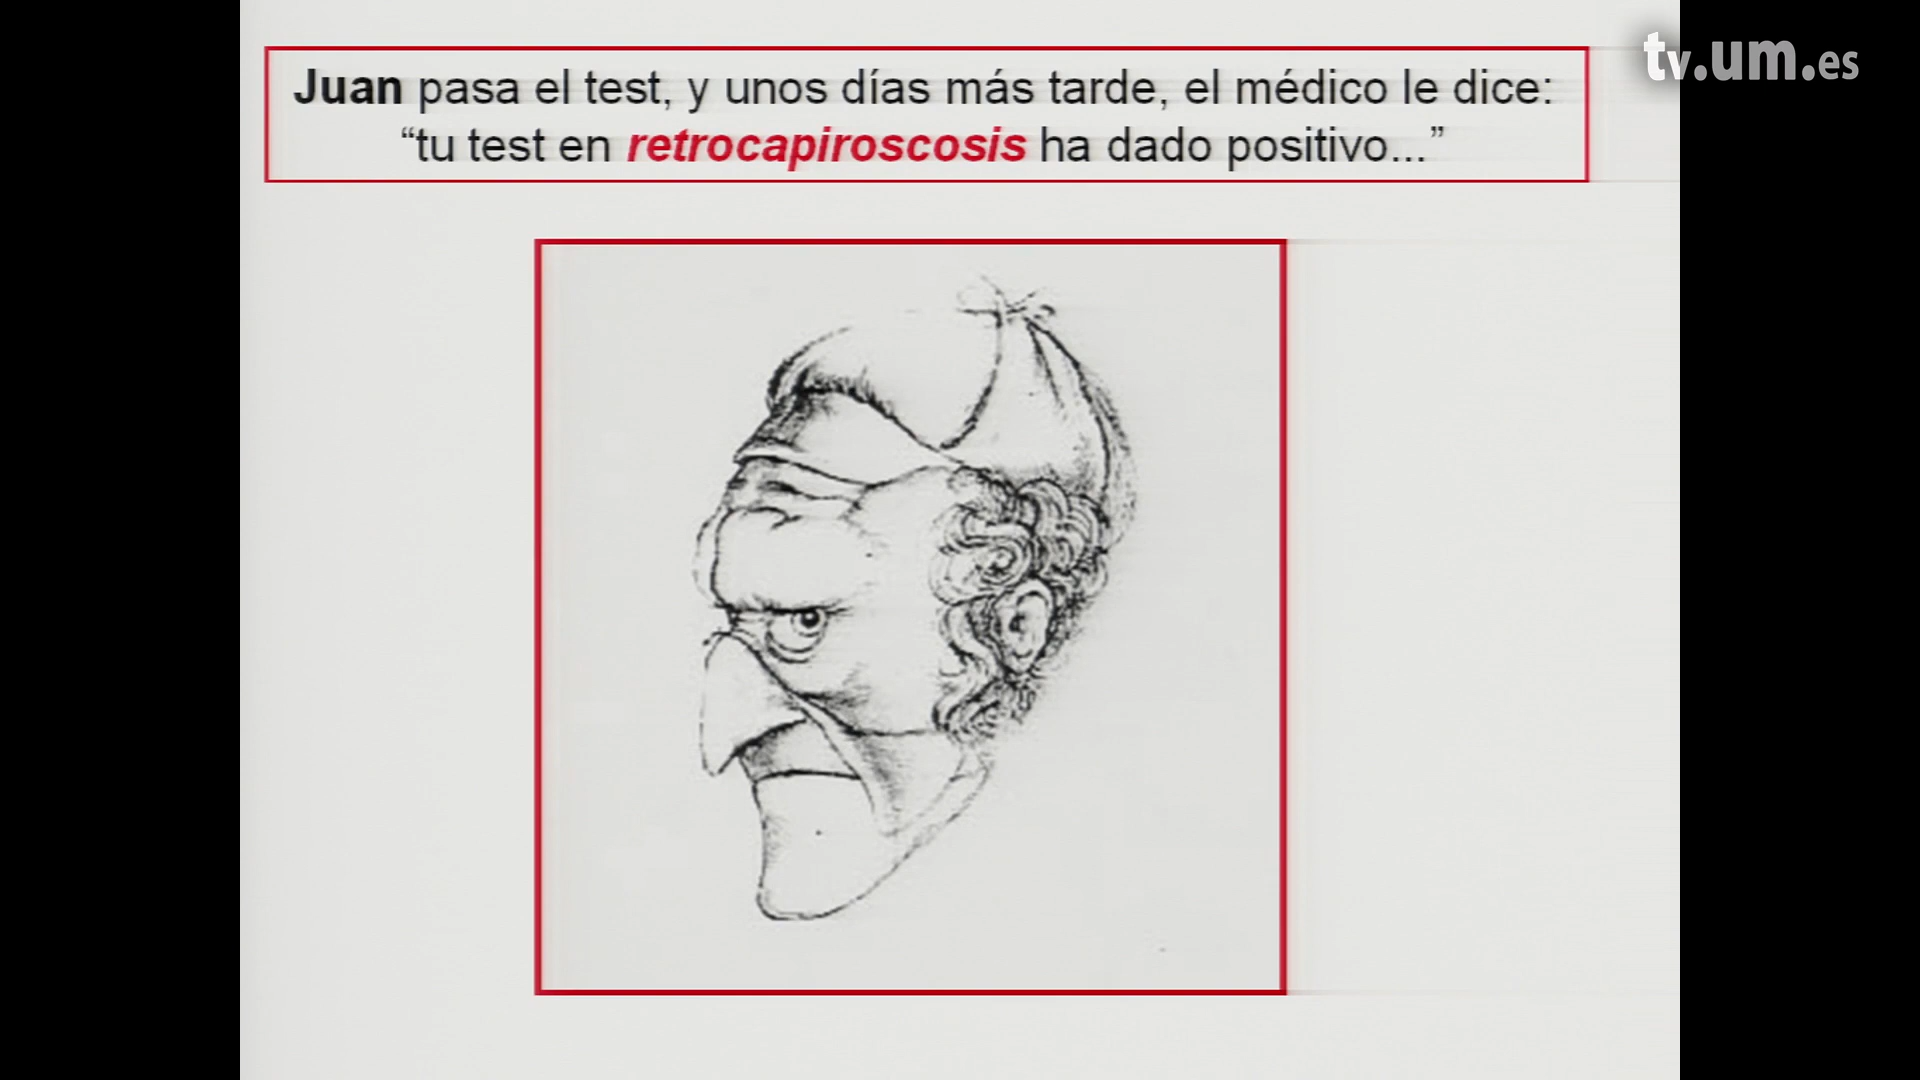 tv.um.es
Juan pasa el test, y unos días más tarde, el médico le dice:
“tu test en retrocapiroscosis ha dado positivo...”